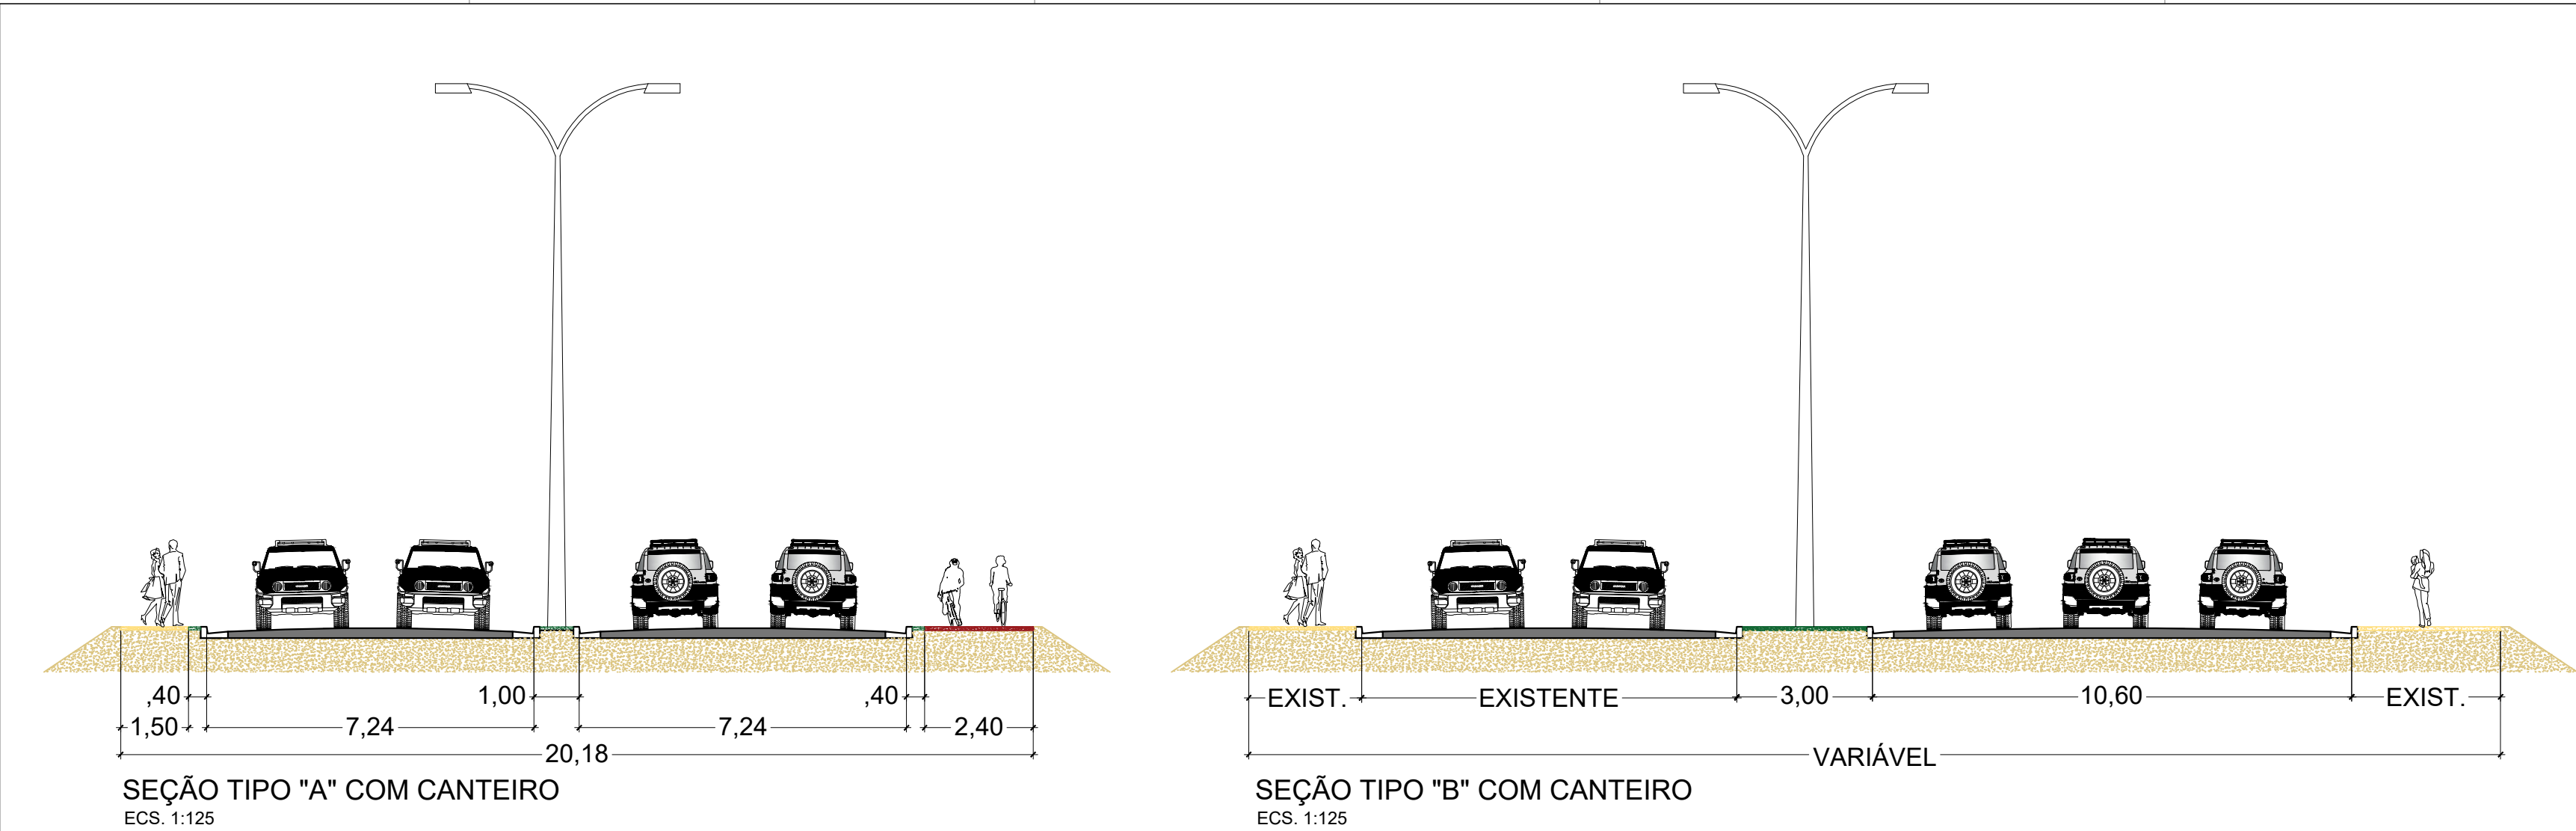 ,40 1,00 ,40
1,50 7,24 7,24 2,40
20,18
SEÇÃO TIPO "A" COM CANTEIRO
ECS. 1:125
EXIST. EXISTENTE 3,00 10,60 EXIST.
VARIÁVEL
SEÇÃO TIPO "B" COM CANTEIRO
ECS. 1:125